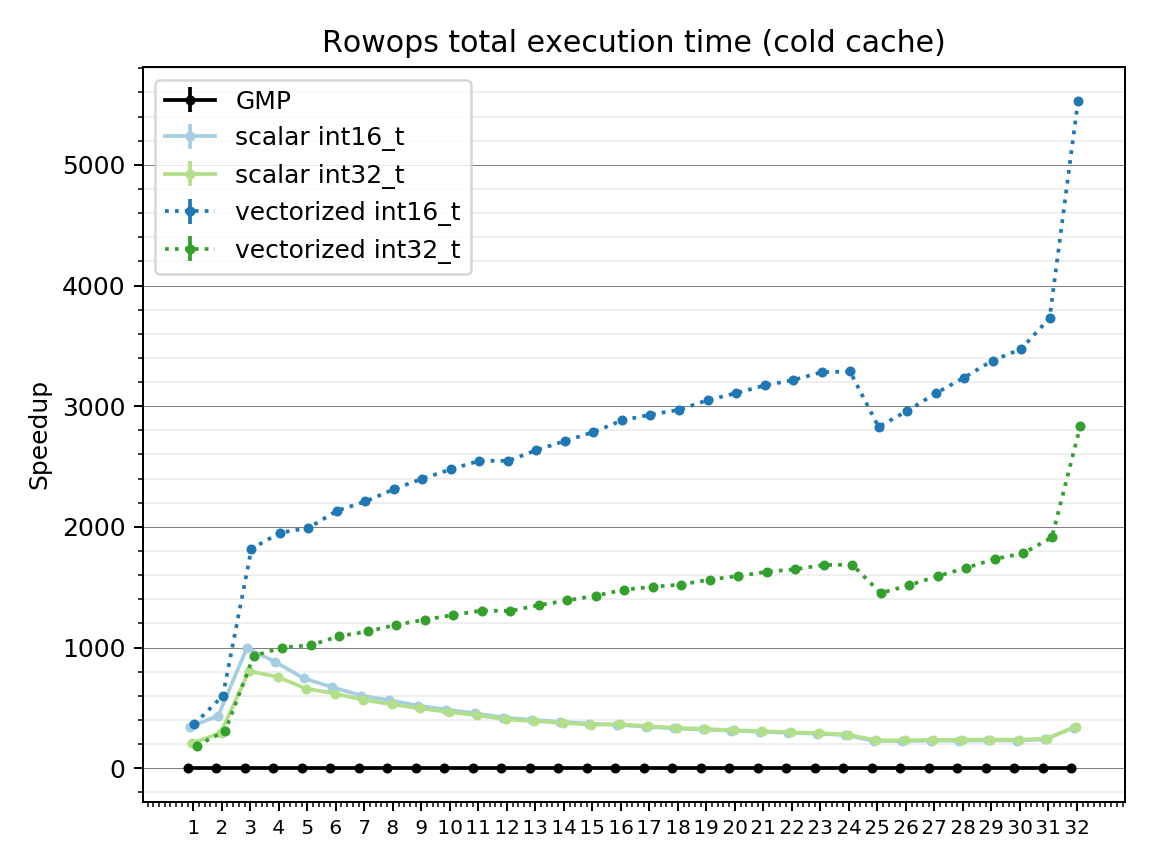 Rowops total execution time (cold cache)
GMP
scalar int16_t
scalar int32_t
vectorized int16_t
vectorized int32_t
Speedup
5000
4000
3000
2000
1000
0
1 2 3 4 5 6 7 8 9 10 11 12 13 14 15 16 17 18 19 20 21 22 23 24 25 26 27 28 29 30 31 32